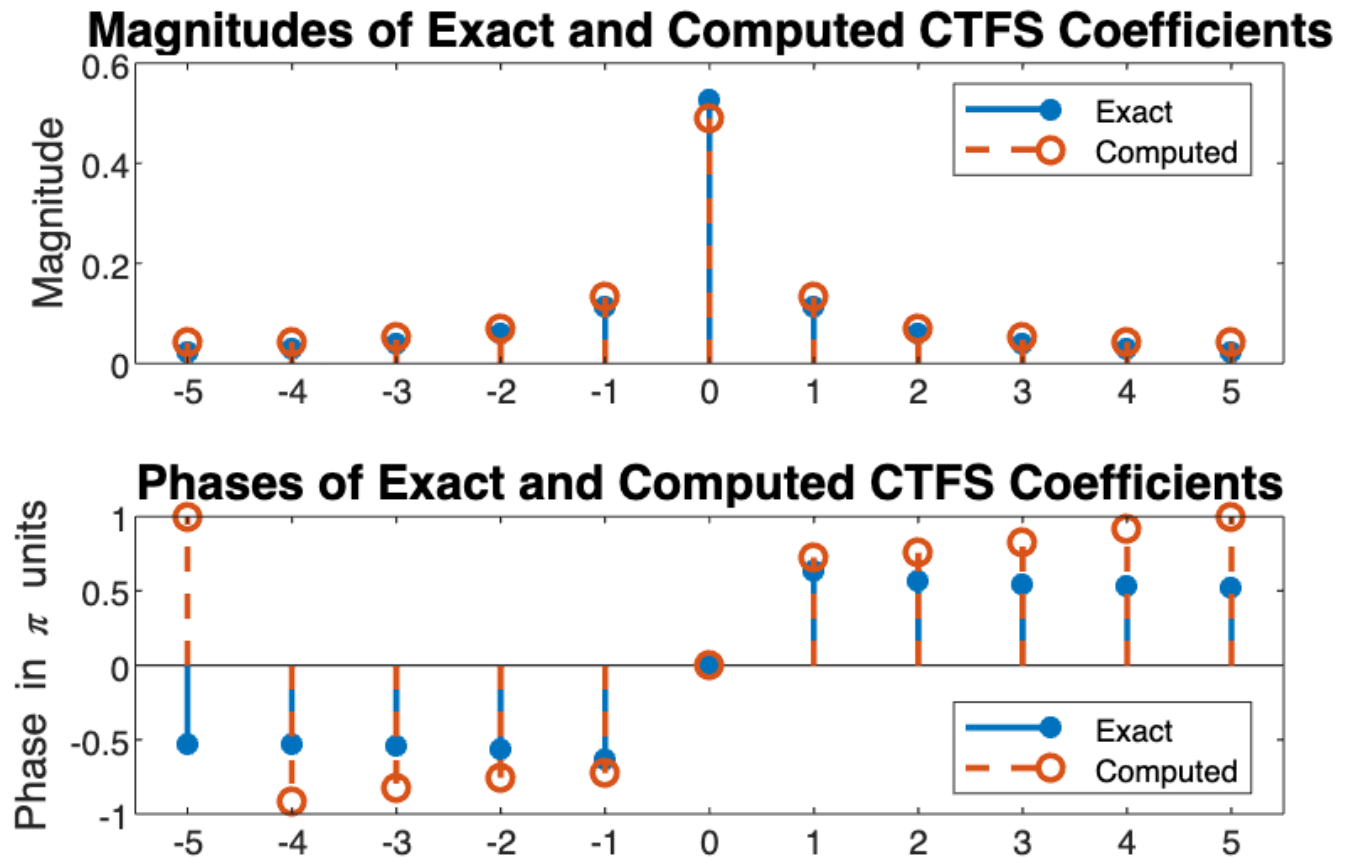 Magnitudes of Exact and Computed CTFS Coefficients
Magnitude
0.6
0.4
0.2
0
Exact
Computed
-5 -4 -3 -2 -1 0 1 2 3 4 5
Phases of Exact and Computed CTFS Coefficients
Phase in π units
1
0.5
0
-0.5
-1
Exact
Computed
-5 -4 -3 -2 -1 0 1 2 3 4 5